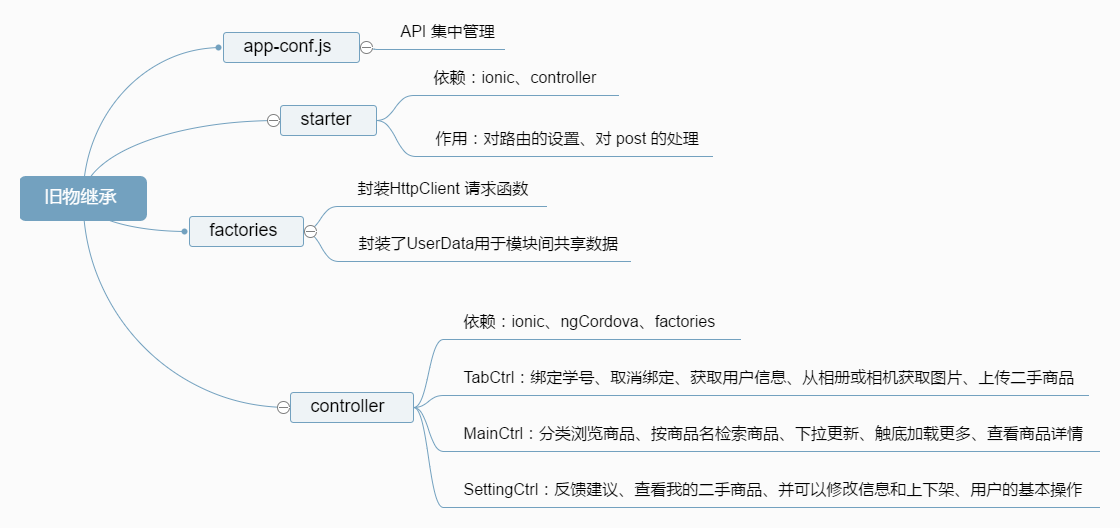 旧物继承
app-conf.js
API 集中管理
starter
依赖：ionic、controller
作用：对路由的设置、对 post 的处理
factories
封装HttpClient 请求函数
封装了UserData用于模块间共享数据
controller
依赖：ionic、ngCordova、factories
TabCtrl：绑定学号、取消绑定、获取用户信息、从相册或相机获取图片、上传二手商品
MainCtrl：分类浏览商品、按商品名检索商品、下拉更新、触底加载更多、查看商品详情
SettingCtrl：反馈建议、查看我的二手商品、并可以修改信息和上下架、用户的基本操作